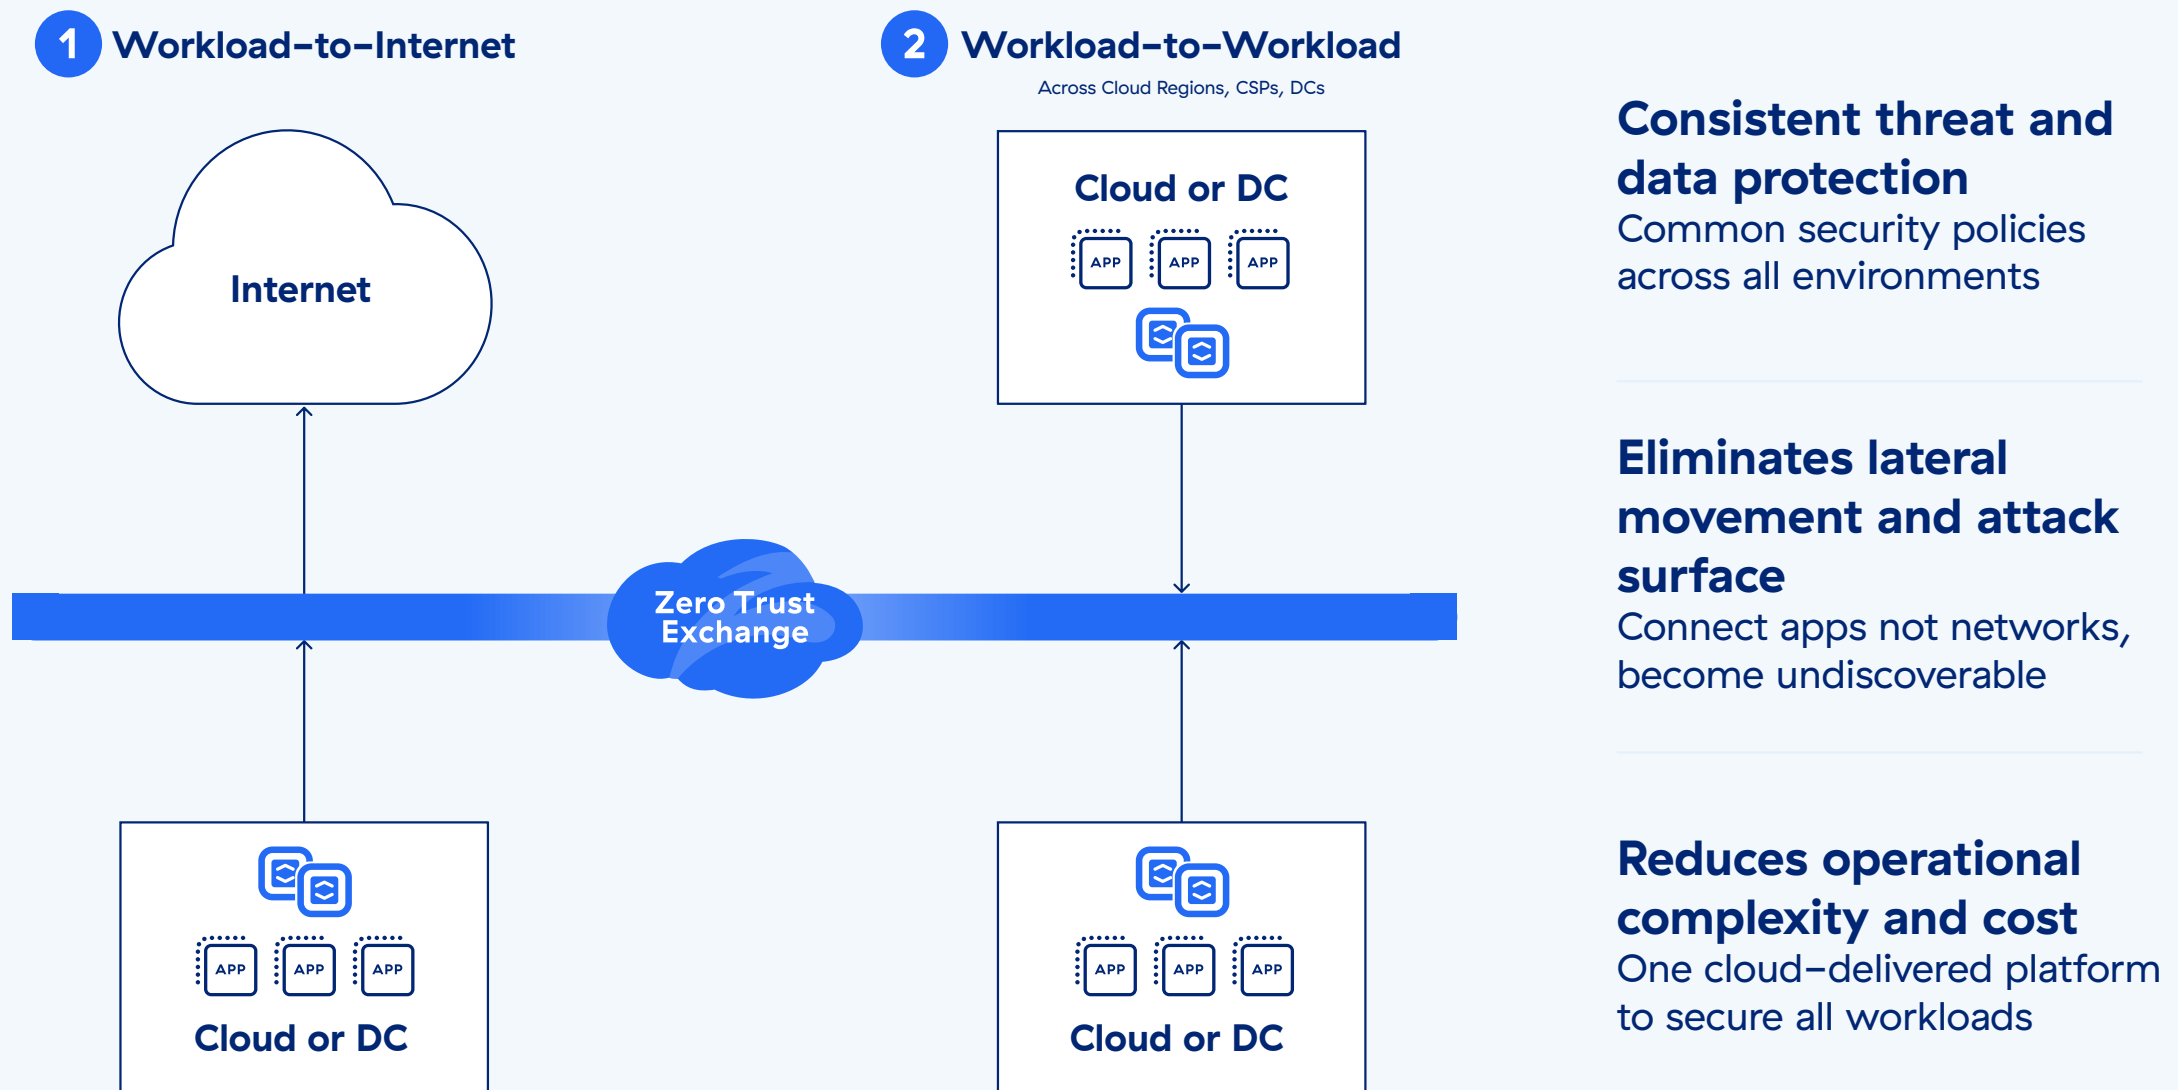 1 Workload-to-Internet
Internet
2 Workload-to-Workload
Across Cloud Regions, CSPs, DCs
Cloud or DC
APP APP APP
Zero Trust
Exchange
APP APP APP
Cloud or DC
APP APP APP
Cloud or DC
Consistent threat and
data protection
Common security policies
across all environments
Eliminates lateral
movement and attack
surface
Connect apps not networks,
become undiscoverable
Reduces operational
complexity and cost
One cloud-delivered platform
to secure all workloads